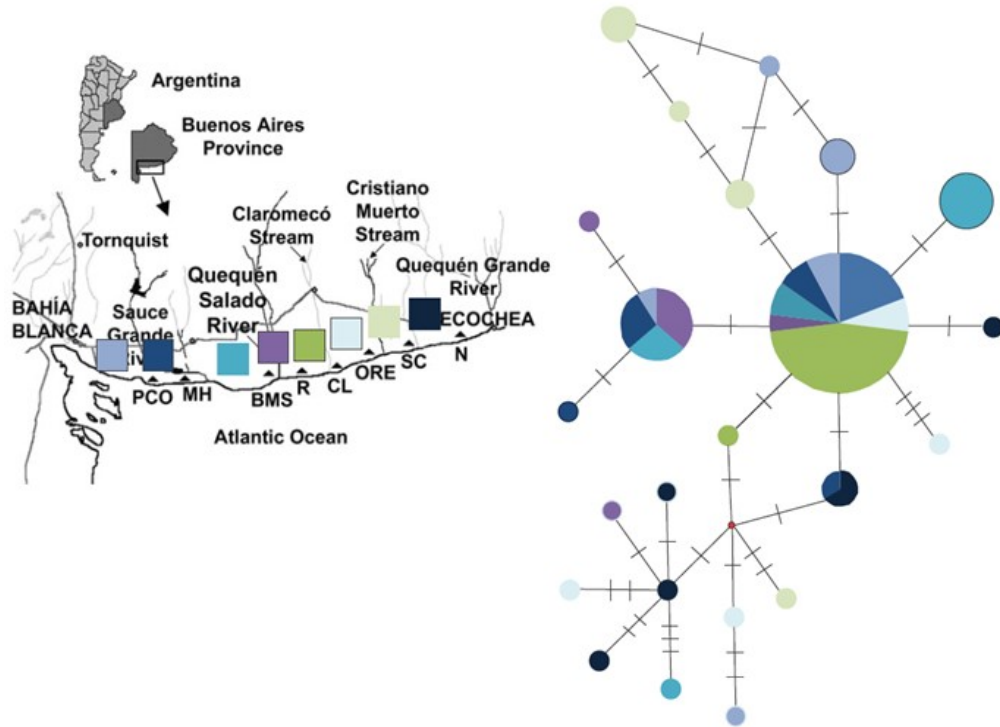 Argentina
Buenos Aires
Province
Cristiano
Muerto
Stream
Claromecó
Stream
Tornquist
Quequén Grande
River
Quequén
Salado
River
BAHÍA
BLANCA
Sauce
Grande
Riv
ECOCHEA
PCO
MH
BMS
R
CL
ORE
SC
N
Atlantic Ocean